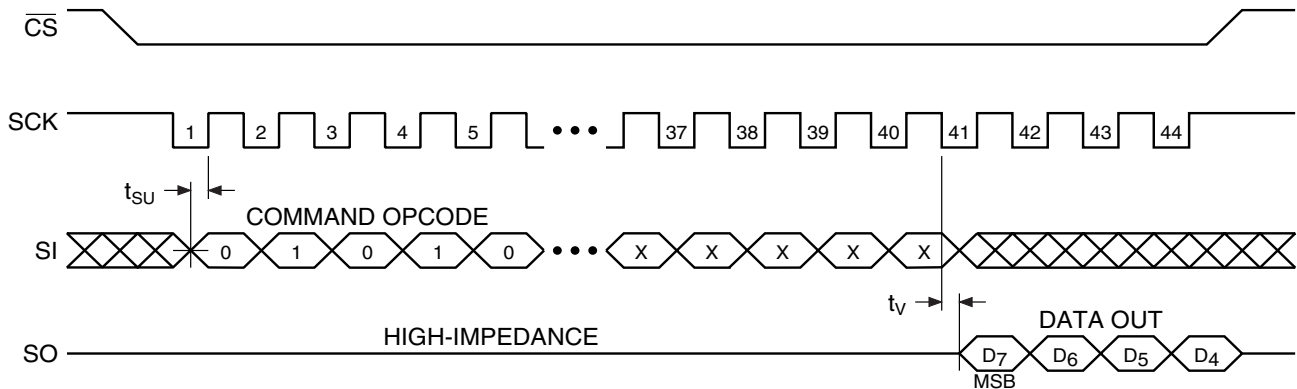 CS
SCK 1 2 3 4 5 ••• 37 38 39 40 41 42 43 44
tSU
COMMAND OPCODE
SI 0 1 0 1 0 ••• X X X X X
tV
HIGH-IMPEDANCE
DATA OUT
SO D7 D6 D5 D4
MSB